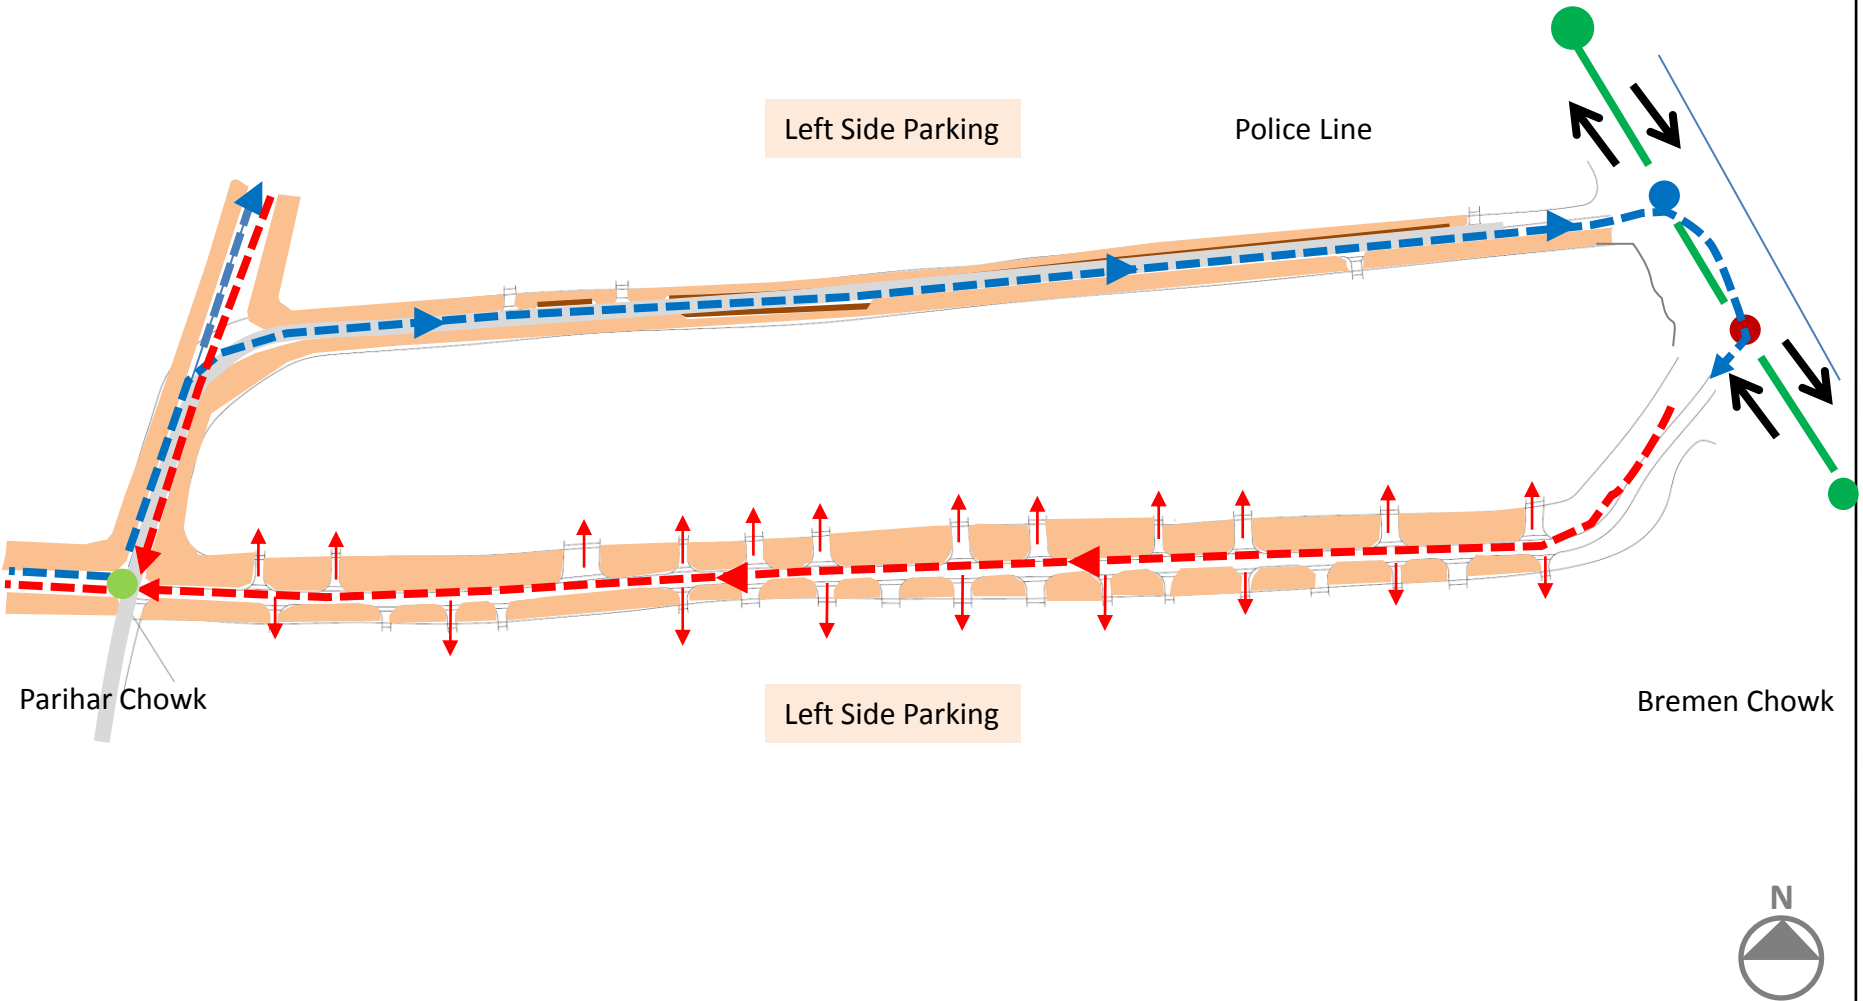 Left Side Parking
Police Line
Parihar Chowk
Left Side Parking
Bremen Chowk
N